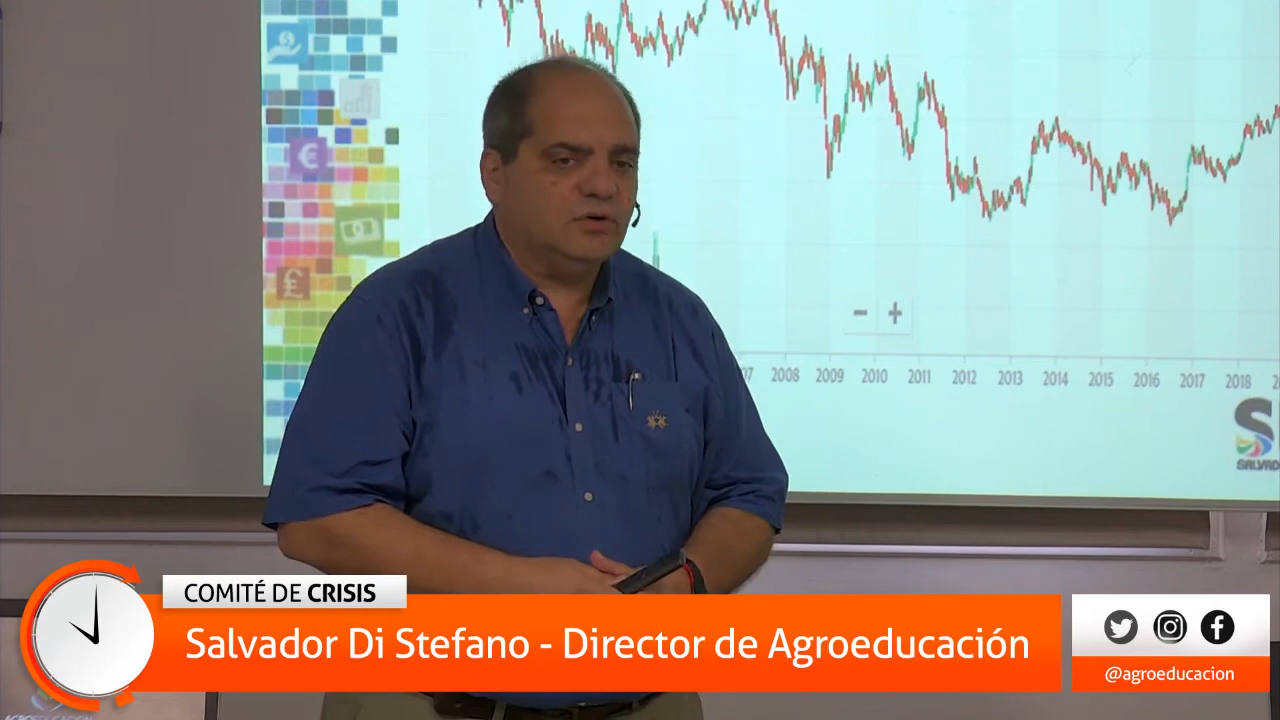 2008 2009 2010 2011 2012 2013 2014 2015 2016 2017 2018
COMITÉ DE CRISIS
Salvador Di Stefano - Director de Agroeducación
@agroeducacion